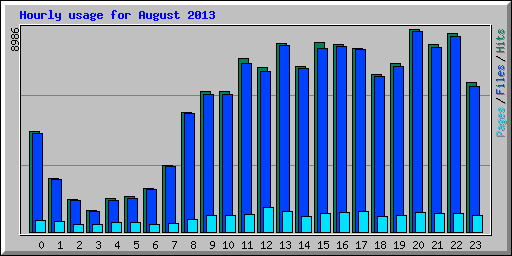 Hourly usage for August 2013
8986
Pages/Files/Hits
0 1 2 3 4 5 6 7 8 9 10 11 12 13 14 15 16 17 18 19 20 21 22 23